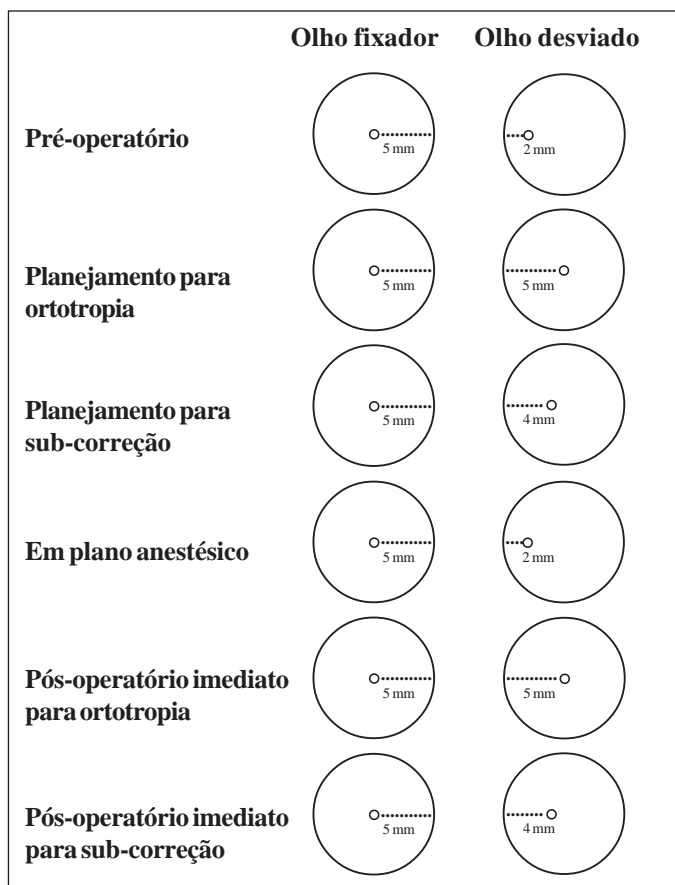 Olho fixador Olho desviado
Pré-operatório
5 mm
2 mm
Planejamento para
ortotropia
5 mm
5 mm
Planejamento para
sub-correção
5 mm
4 mm
Em plano anestésico
5 mm
2 mm
Pós-operatório imediato
para ortotropia
5 mm
5 mm
Pós-operatório imediato
para sub-correção
5 mm
4 mm